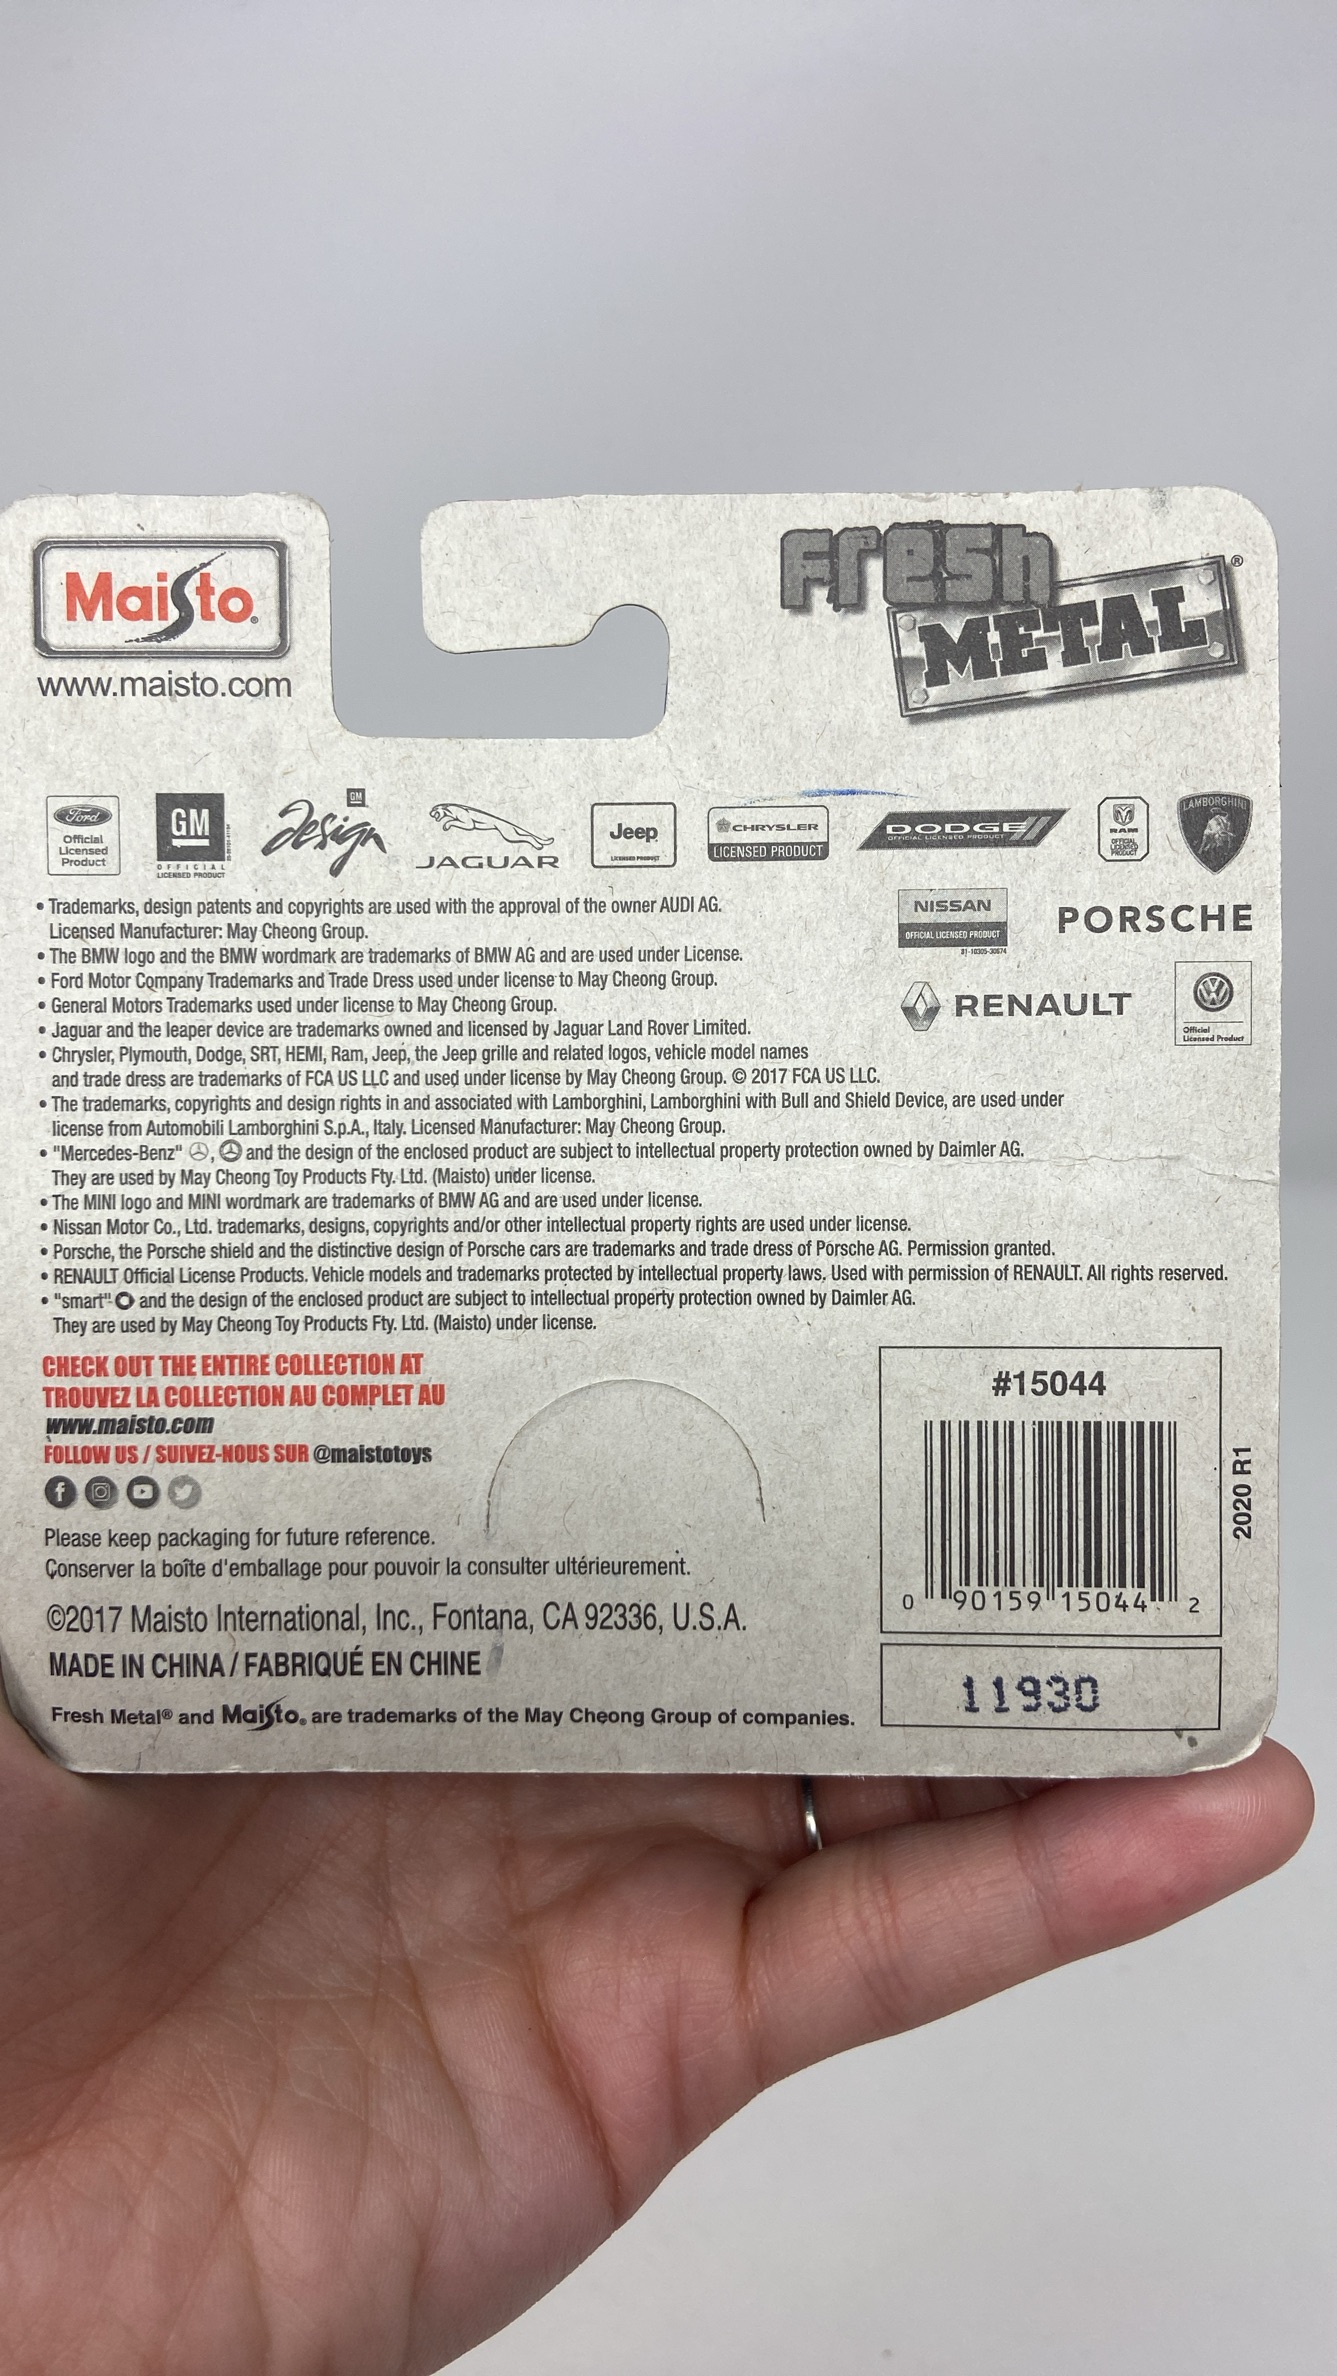 Maisto®
www.maisto.com
Fresh METAL®
Ford Official Licensed Product
GM OFFICIAL LICENSED PRODUCT
GM Design
JAGUAR
Jeep LICENSED PRODUCT
CHRYSLER LICENSED PRODUCT
DODGE OFFICIAL LICENSED PRODUCT
RAM OFFICIAL LICENSED PRODUCT
LAMBORGHINI
NISSAN OFFICIAL LICENSED PRODUCT
PORSCHE
RENAULT
Official Licensed Product
• Trademarks, design patents and copyrights are used with the approval of the owner AUDI AG.
Licensed Manufacturer: May Cheong Group.
• The BMW logo and the BMW wordmark are trademarks of BMW AG and are used under License.
• Ford Motor Company Trademarks and Trade Dress used under license to May Cheong Group.
• General Motors Trademarks used under license to May Cheong Group.
• Jaguar and the leaper device are trademarks owned and licensed by Jaguar Land Rover Limited.
• Chrysler, Plymouth, Dodge, SRT, HEMI, Ram, Jeep, the Jeep grille and related logos, vehicle model names
and trade dress are trademarks of FCA US LLC and used under license by May Cheong Group. © 2017 FCA US LLC.
• The trademarks, copyrights and design rights in and associated with Lamborghini, Lamborghini with Bull and Shield Device, are used under
license from Automobili Lamborghini S.p.A., Italy. Licensed Manufacturer: May Cheong Group.
• "Mercedes-Benz" , and the design of the enclosed product are subject to intellectual property protection owned by Daimler AG.
They are used by May Cheong Toy Products Fty. Ltd. (Maisto) under license.
• The MINI logo and MINI wordmark are trademarks of BMW AG and are used under license.
• Nissan Motor Co., Ltd. trademarks, designs, copyrights and/or other intellectual property rights are used under license.
• Porsche, the Porsche shield and the distinctive design of Porsche cars are trademarks and trade dress of Porsche AG. Permission granted.
• RENAULT Official License Products. Vehicle models and trademarks protected by intellectual property laws. Used with permission of RENAULT. All rights reserved.
• "smart" and the design of the enclosed product are subject to intellectual property protection owned by Daimler AG.
They are used by May Cheong Toy Products Fty. Ltd. (Maisto) under license.
CHECK OUT THE ENTIRE COLLECTION AT
TROUVEZ LA COLLECTION AU COMPLET AU
www.maisto.com
FOLLOW US / SUIVEZ-NOUS SUR @maistotoys
Please keep packaging for future reference.
Conserver la boîte d'emballage pour pouvoir la consulter ultérieurement.
©2017 Maisto International, Inc., Fontana, CA 92336, U.S.A.
MADE IN CHINA / FABRIQUÉ EN CHINE
Fresh Metal® and Maisto® are trademarks of the May Cheong Group of companies.
#15044
0 90159 15044 2
2020 R1
11930